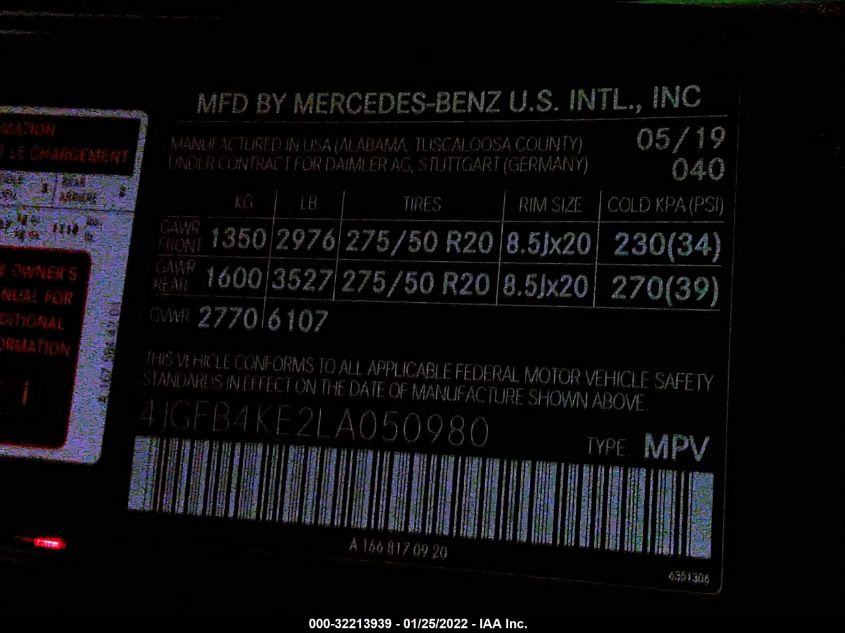 MFD BY MERCEDES-BENZ U.S. INTL., INC
MANUFACTURED IN USA (ALABAMA, TUSCALOOSA COUNTY) 05/19
UNDER CONTRACT FOR DAIMLER AG, STUTTGART (GERMANY) 040
KG LB TIRES RIM SIZE COLD KPA (PSI)
GAWR FRONT 1350 2976 275/50 R20 8.5Jx20 230(34)
GAWR REAR 1600 3527 275/50 R20 8.5Jx20 270(39)
GVWR 2770 6107
THIS VEHICLE CONFORMS TO ALL APPLICABLE FEDERAL MOTOR VEHICLE SAFETY
STANDARDS IN EFFECT ON THE DATE OF MANUFACTURE SHOWN ABOVE.
4JGFB4KE2LA050980
TYPE: MPV
A 166 817 09 20
6351306
MATION
LE CHARGEMENT
REAR
ARRIERE
OWNER'S
NUAL FOR
DITIONAL
ORMATION
000-32213939 - 01/25/2022 - IAA Inc.